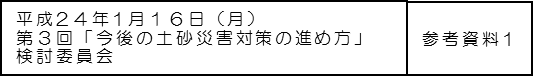 平成２４年１月１６日（月）
第３回「今後の土砂災害対策の進め方」
検討委員会
参考資料１